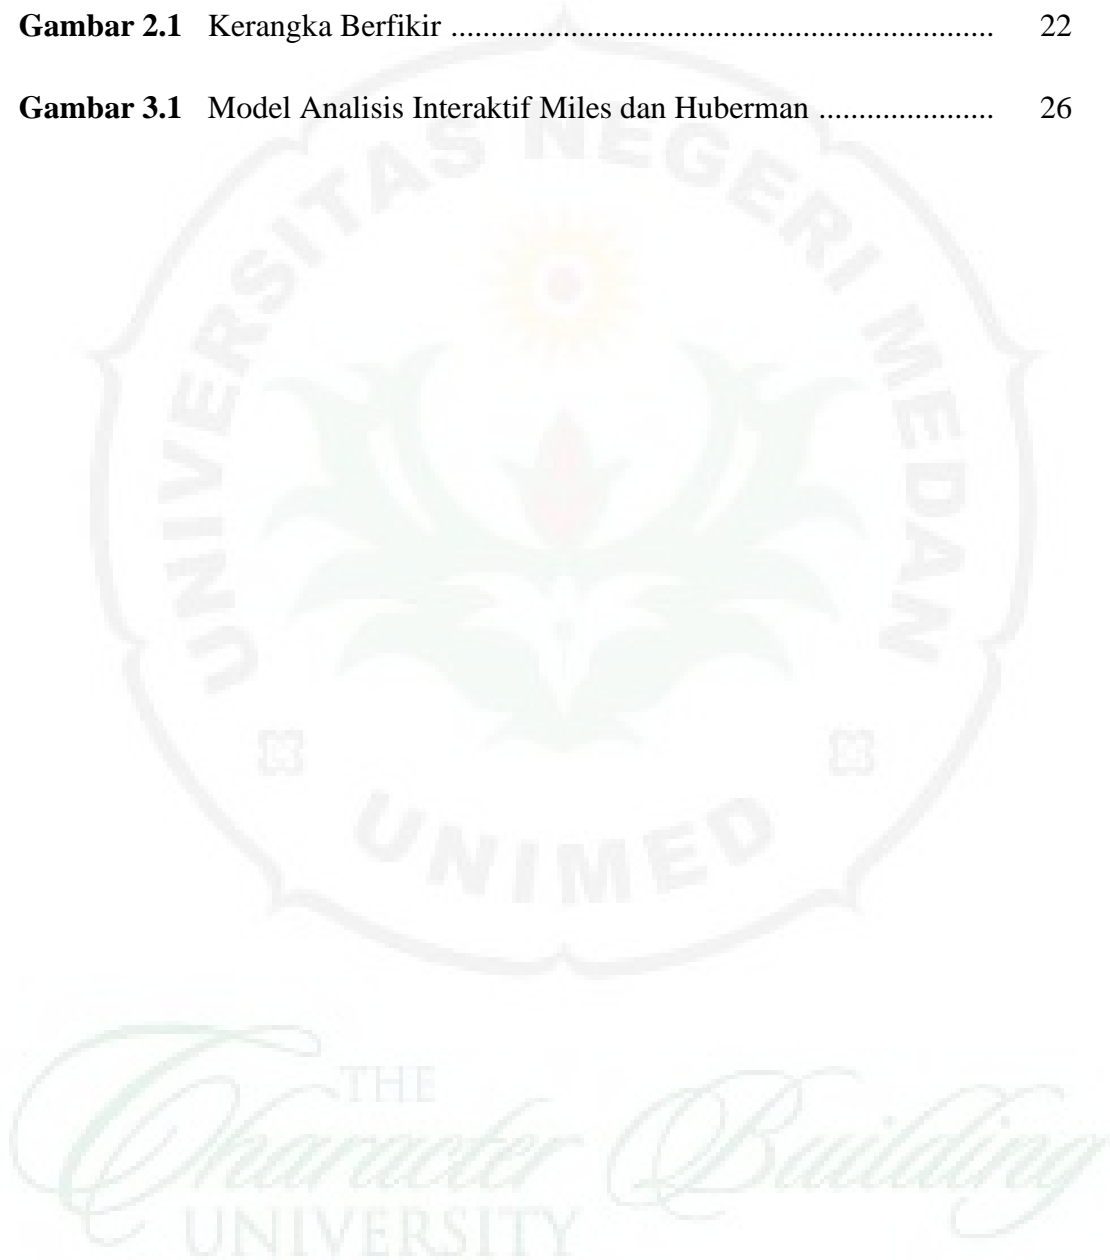 Gambar 2.1 Kerangka Berfikir ................................................................... 22
Gambar 3.1 Model Analisis Interaktif Miles dan Huberman ...................... 26
UNIVERSITAS NEGERI MEDAN
UNIMED
THE
Character Building
UNIVERSITY